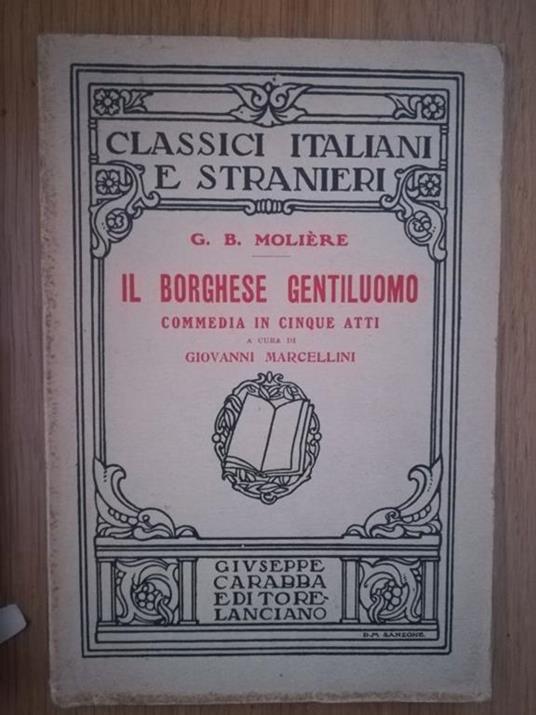 CLASSICI ITALIANI
E STRANIERI
G. B. MOLIÈRE
IL BORGHESE GENTILUOMO
COMMEDIA IN CINQUE ATTI
A CURA DI
GIOVANNI MARCELLINI
GIVSEPPE
CARABBA
EDITORE-
LANCIANO
D.M. SANZONE.